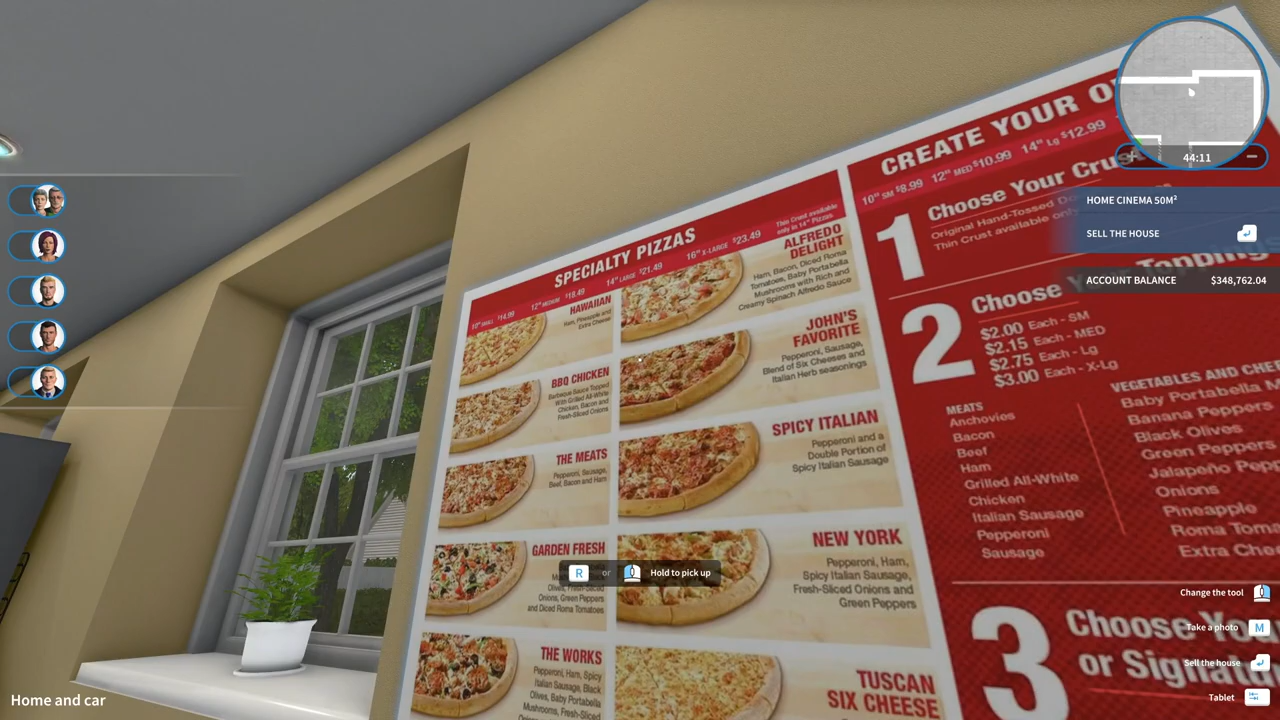 SPECIALTY PIZZAS
10" SMALL $14.99 12" MEDIUM $18.49 14" LARGE $21.49 16" X-LARGE $23.49 Thin Crust available
only in 14" Pizzas
HAWAIIAN
Ham, Pineapple and
Extra Cheese
BBQ CHICKEN
Barbeque Sauce Topped
With Grilled All-White
Chicken, Bacon and
Fresh-Sliced Onions
THE MEATS
Pepperoni, Sausage,
Beef, Bacon and Ham
GARDEN FRESH
Olives, Fresh-Sliced
Onions, Green Peppers
and Diced Roma Tomatoes
THE WORKS
Pepperoni, Ham, Spicy
Italian Sausage, Black
Olives, Baby Portabella
Mushrooms, Fresh-Sliced
ALFREDO
DELIGHT
Ham, Bacon, Diced Roma
Tomatoes, Baby Portabella
Mushrooms with Rich and
Creamy Spinach Alfredo Sauce
JOHN'S
FAVORITE
Pepperoni, Sausage,
Blend of Six Cheeses and
Italian Herb seasonings
SPICY ITALIAN
Pepperoni and a
Double Portion of
Spicy Italian Sausage
NEW YORK
Pepperoni, Ham,
Spicy Italian Sausage,
Fresh-Sliced Onions and
Green Peppers
TUSCAN
SIX CHEESE
CREATE YOUR
10" SM $8.99 12" MED $10.99 14" Lg $12.99
1 Choose Your
Original Hand-Tossed
Thin Crust available only
2 Choose Toppings
$2.00 Each - SM
$2.15 Each - MED
$2.75 Each - Lg
$3.00 Each - X-Lg
MEATS
Anchovies
Bacon
Beef
Ham
Grilled All-White
Chicken
Italian Sausage
Pepperoni
Sausage
VEGETABLES AND
Baby Portabella
Banana Peppers
Black Olives
Green Peppers
Jalapeño
Onions
Pineapple
Roma
Extra
3 Choose
or
R or Hold to pick up
44:11
HOME CINEMA 50M²
SELL THE HOUSE
ACCOUNT BALANCE $348,762.04
Change the tool
Take a photo M
Sell the house
Tablet
Home and car